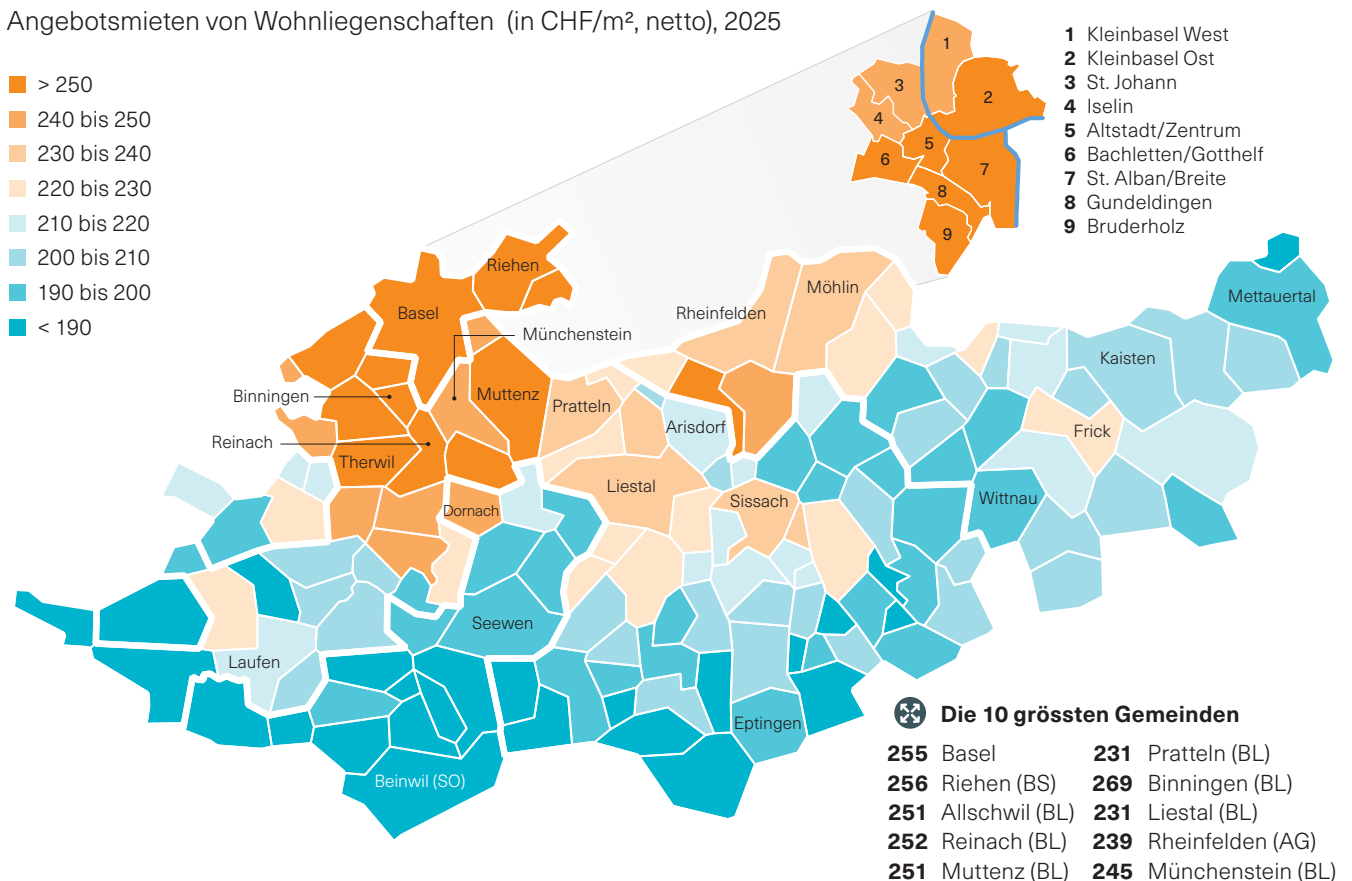 Angebotsmieten von Wohnliegenschaften (in CHF/m², netto), 2025
> 250
240 bis 250
230 bis 240
220 bis 230
210 bis 220
200 bis 210
190 bis 200
< 190
1
2
3
4
5
6
7
8
9
1 Kleinbasel West
2 Kleinbasel Ost
3 St. Johann
4 Iselin
5 Altstadt/Zentrum
6 Bachletten/Gotthelf
7 St. Alban/Breite
8 Gundeldingen
9 Bruderholz
Riehen
Basel
Möhlin
Rheinfelden
Mettauertal
Münchenstein
Kaisten
Binningen
Muttenz
Pratteln
Arisdorf
Frick
Reinach
Therwil
Liestal
Sissach
Wittnau
Dornach
Seewen
Laufen
Eptingen
Beinwil (SO)
Die 10 grössten Gemeinden
255 Basel
256 Riehen (BS)
251 Allschwil (BL)
252 Reinach (BL)
251 Muttenz (BL)
231 Pratteln (BL)
269 Binningen (BL)
231 Liestal (BL)
239 Rheinfelden (AG)
245 Münchenstein (BL)